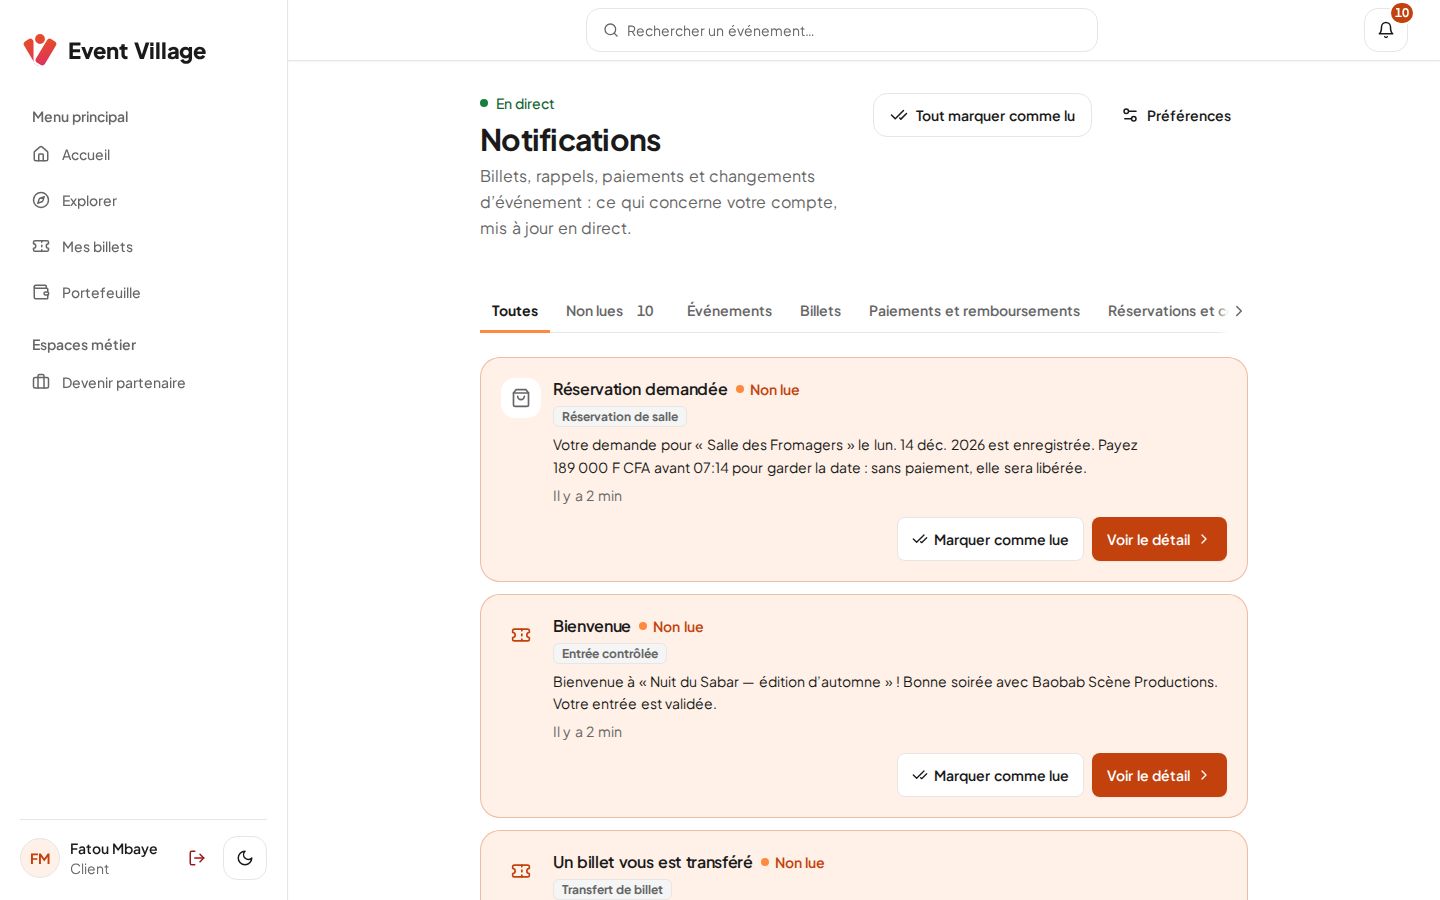 Event Village
Rechercher un événement…
10
Menu principal
Accueil
Explorer
Mes billets
Portefeuille
Espaces métier
Devenir partenaire
FM
Fatou Mbaye
Client
En direct
Notifications
Billets, rappels, paiements et changements
d’événement : ce qui concerne votre compte,
mis à jour en direct.
Tout marquer comme lu
Préférences
Toutes
Non lues 10
Événements
Billets
Paiements et remboursements
Réservations et
Réservation demandée
Non lue
Réservation de salle
Votre demande pour « Salle des Fromagers » le lun. 14 déc. 2026 est enregistrée. Payez
189 000 F CFA avant 07:14 pour garder la date : sans paiement, elle sera libérée.
Il y a 2 min
Marquer comme lue
Voir le détail
Bienvenue
Non lue
Entrée contrôlée
Bienvenue à « Nuit du Sabar — édition d’automne » ! Bonne soirée avec Baobab Scène Productions.
Votre entrée est validée.
Il y a 2 min
Marquer comme lue
Voir le détail
Un billet vous est transféré
Non lue
Transfert de billet